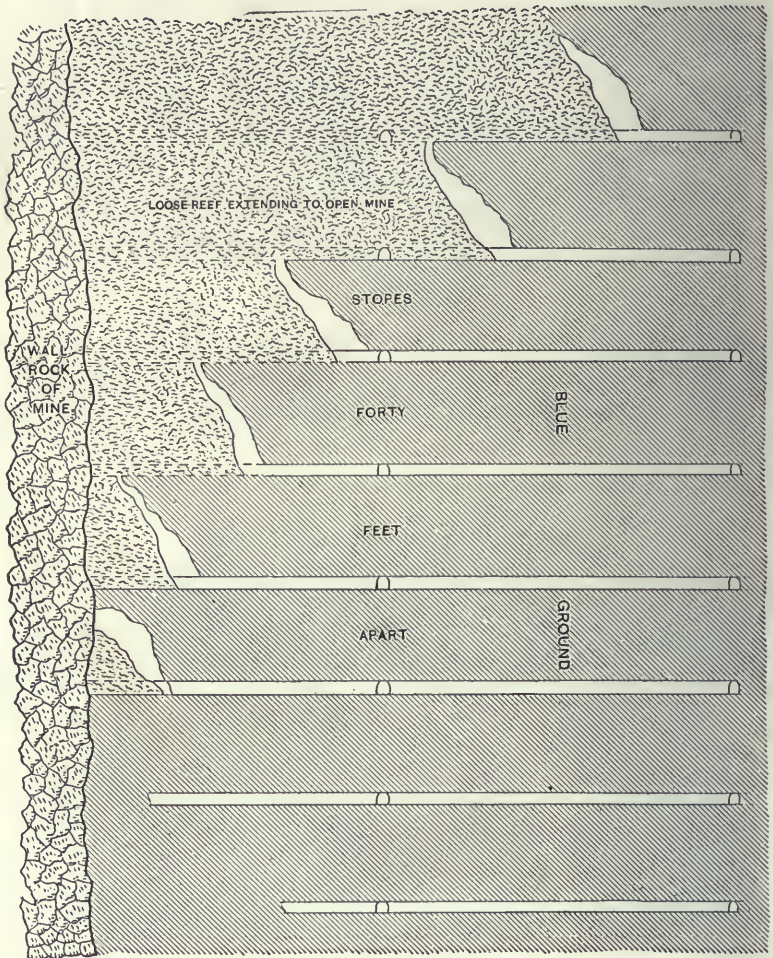 LOOSE REEF EXTENDING TO OPEN MINE
STOPES
WALL
ROCK
OF
MINE
FORTY
BLUE
FEET
APART
GROUND